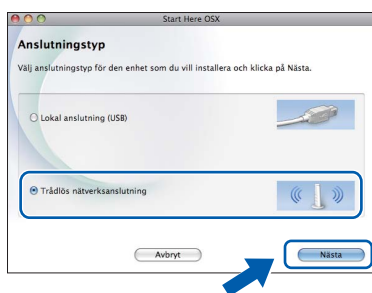 Start Here OSX
Anslutningstyp
Välj anslutningstyp för den enhet som du vill installera och klicka på Nästa.
Lokal anslutning (USB)
Trådlös nätverksanslutning
Avbryt
Nästa